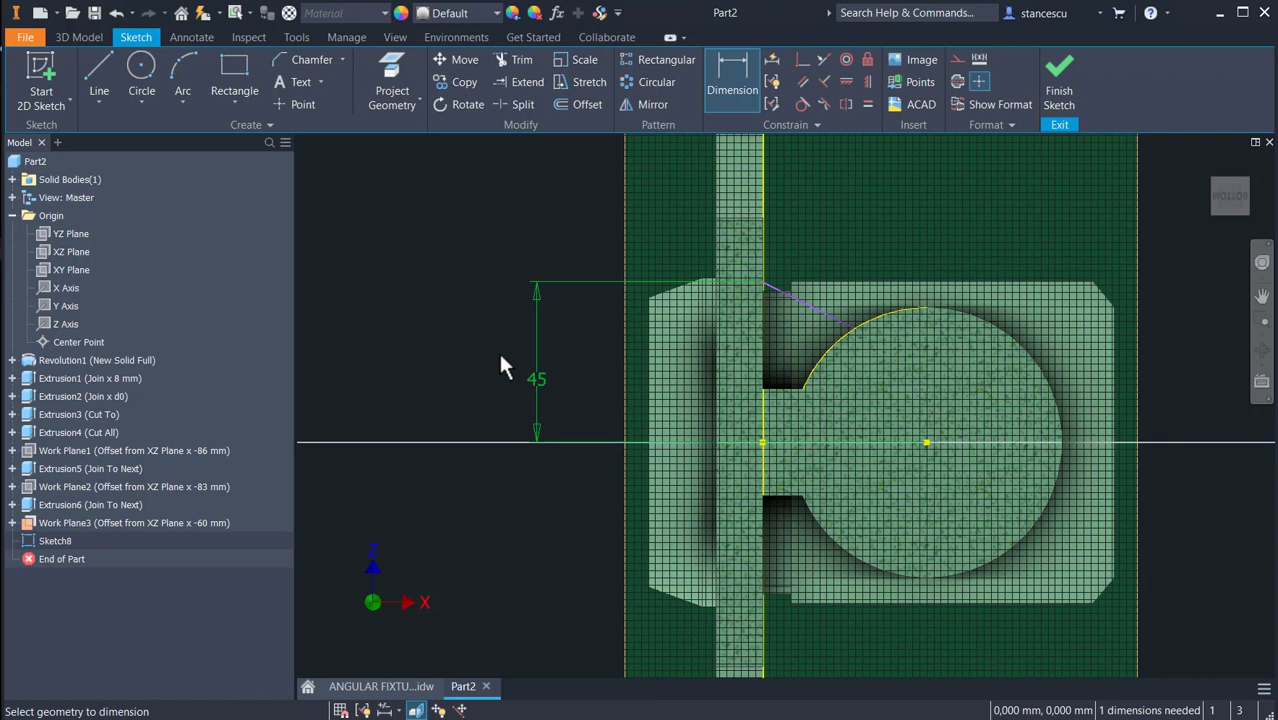 Material
Default
Part2
Search Help & Commands...
stancescu
File
3D Model
Sketch
Annotate
Inspect
Tools
Manage
View
Environments
Get Started
Collaborate
Start
2D Sketch
Line
Circle
Arc
Rectangle
Chamfer
Text
Point
Project
Geometry
Move
Copy
Rotate
Trim
Extend
Split
Scale
Stretch
Offset
Rectangular
Circular
Mirror
Dimension
Image
Points
ACAD
Show Format
Finish
Sketch
Sketch
Create
Modify
Pattern
Constrain
Insert
Format
Exit
Model
Part2
Solid Bodies(1)
View: Master
Origin
YZ Plane
XZ Plane
XY Plane
X Axis
Y Axis
Z Axis
Center Point
Revolution1 (New Solid Full)
Extrusion1 (Join x 8 mm)
Extrusion2 (Join x d0)
Extrusion3 (Cut To)
Extrusion4 (Cut All)
Work Plane1 (Offset from XZ Plane x -86 mm)
Extrusion5 (Join To Next)
Work Plane2 (Offset from XZ Plane x -83 mm)
Extrusion6 (Join To Next)
Work Plane3 (Offset from XZ Plane x -60 mm)
Sketch8
End of Part
45
BOTTOM
Z
X
ANGULAR FIXTU...idw
Part2
Select geometry to dimension
0,000 mm, 0,000 mm
1 dimensions needed
1
3